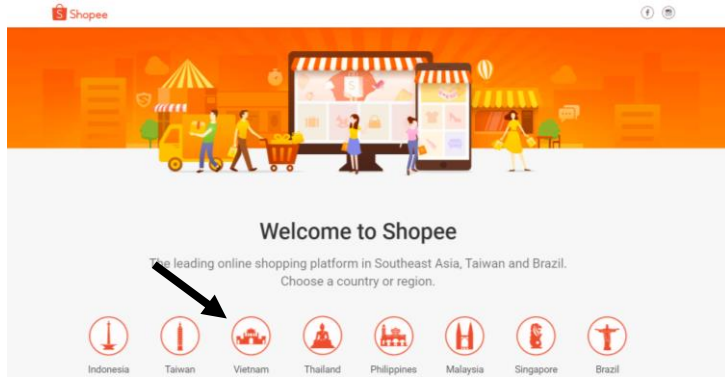 Shopee
Welcome to Shopee
The leading online shopping platform in Southeast Asia, Taiwan and Brazil.
Choose a country or region.
Indonesia Taiwan Vietnam Thailand Philippines Malaysia Singapore Brazil